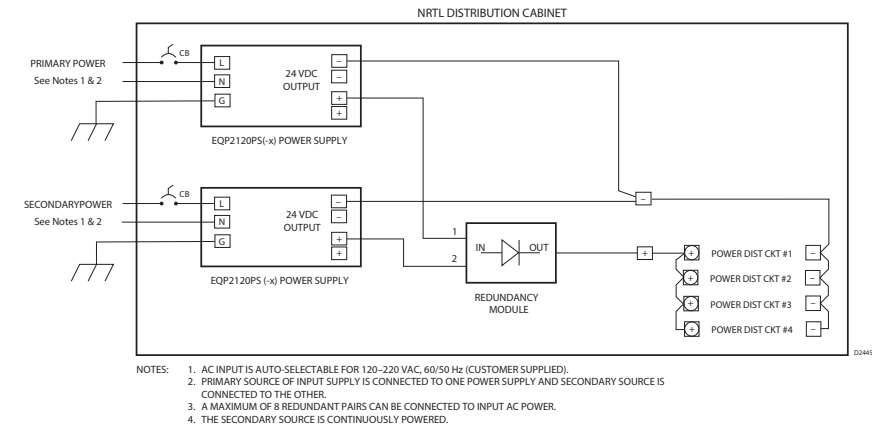 NRTL DISTRIBUTION CABINET
PRIMARY POWER
See Notes 1 & 2
CB
L
N
G
24 VDC
OUTPUT
–
–
+
+
EQP2120PS(-x) POWER SUPPLY
SECONDARYPOWER
See Notes 1 & 2
CB
L
N
G
24 VDC
OUTPUT
–
–
+
+
EQP2120PS (-x) POWER SUPPLY
1
2
IN
OUT
REDUNDANCY
MODULE
–
+
+ POWER DIST CKT #1 –
+ POWER DIST CKT #2 –
+ POWER DIST CKT #3 –
+ POWER DIST CKT #4 –
D2445
NOTES: 1. AC INPUT IS AUTO-SELECTABLE FOR 120–220 VAC, 60/50 Hz (CUSTOMER SUPPLIED).
2. PRIMARY SOURCE OF INPUT SUPPLY IS CONNECTED TO ONE POWER SUPPLY AND SECONDARY SOURCE IS
CONNECTED TO THE OTHER.
3. A MAXIMUM OF 8 REDUNDANT PAIRS CAN BE CONNECTED TO INPUT AC POWER.
4. THE SECONDARY SOURCE IS CONTINUOUSLY POWERED.